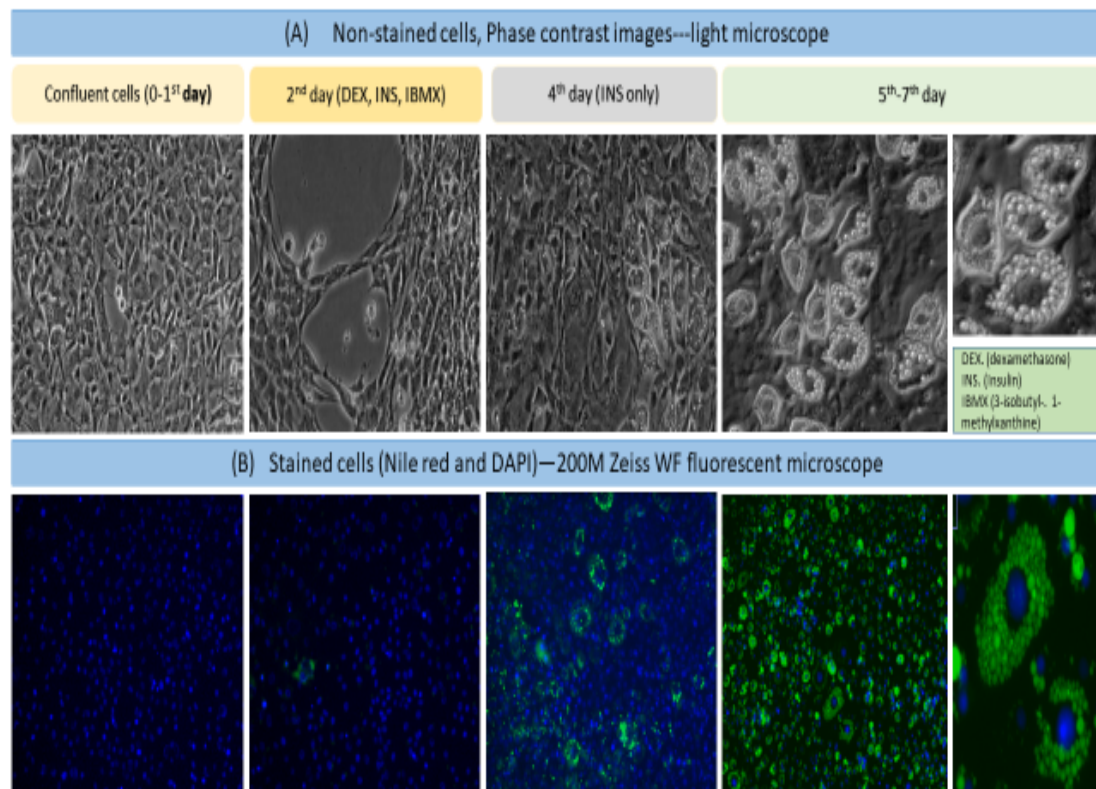 (A) Non-stained cells, Phase contrast images---light microscope
Confluent cells (0-1st day)
2nd day (DEX, INS, IBMX)
4th day (INS only)
5th-7th day
DEX. (dexamethasone)
INS. (Insulin)
IBMX (3-isobutyl-. 1-
methylxanthine)
(B) Stained cells (Nile red and DAPI)—200M Zeiss WF fluorescent microscope